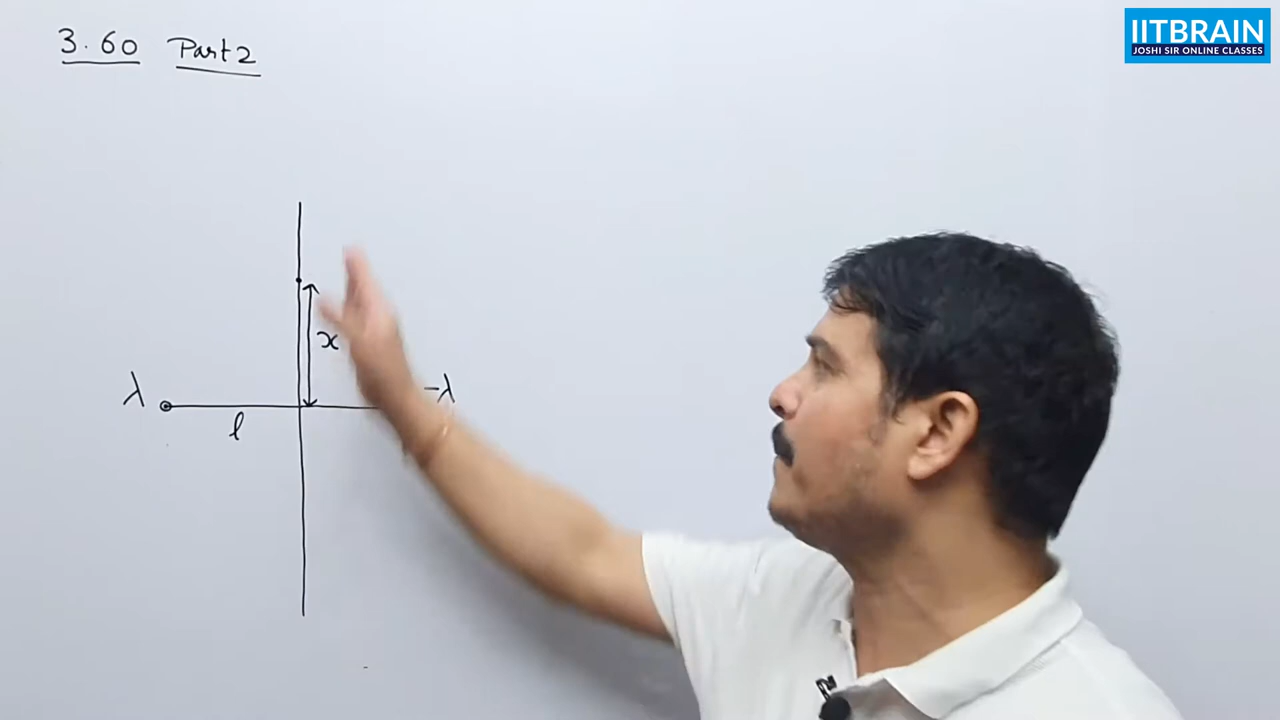 3.60 Part 2
IITBRAIN
JOSHI SIR ONLINE CLASSES
x
λ
-λ
l